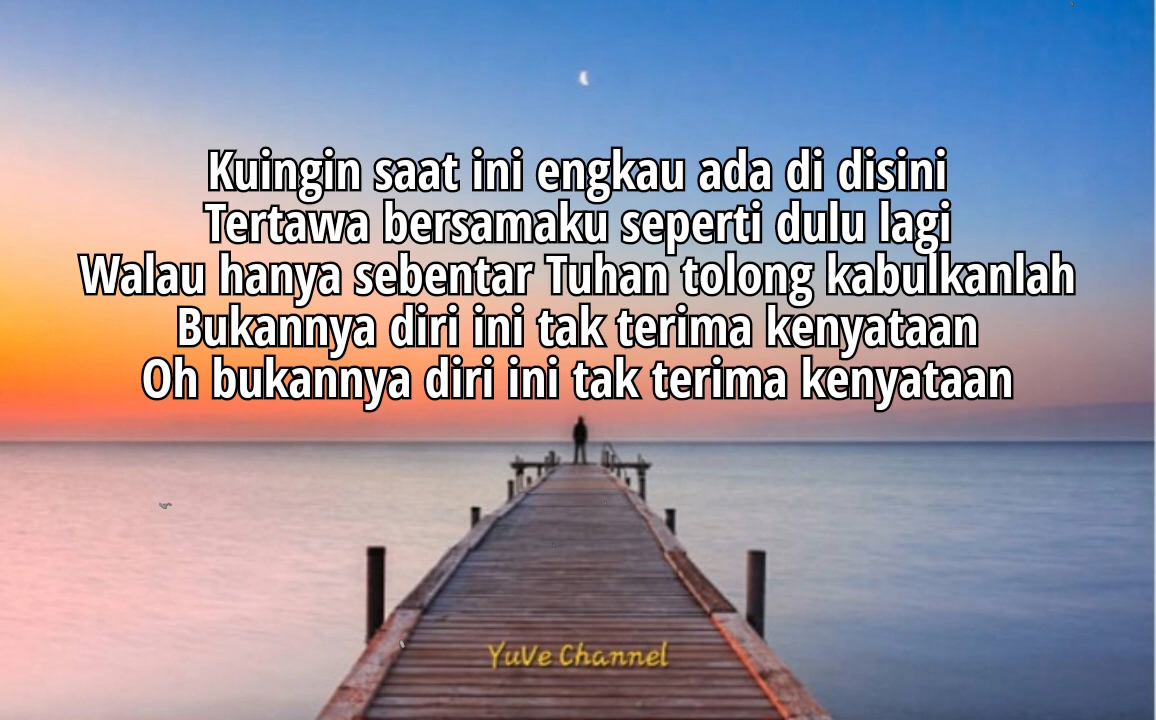 Kuingin saat ini engkau ada di disini
Tertawa bersamaku seperti dulu lagi
Walau hanya sebentar Tuhan tolong kabulkanlah
Bukannya diri ini tak terima kenyataan
Oh bukannya diri ini tak terima kenyataan
YuVe Channel